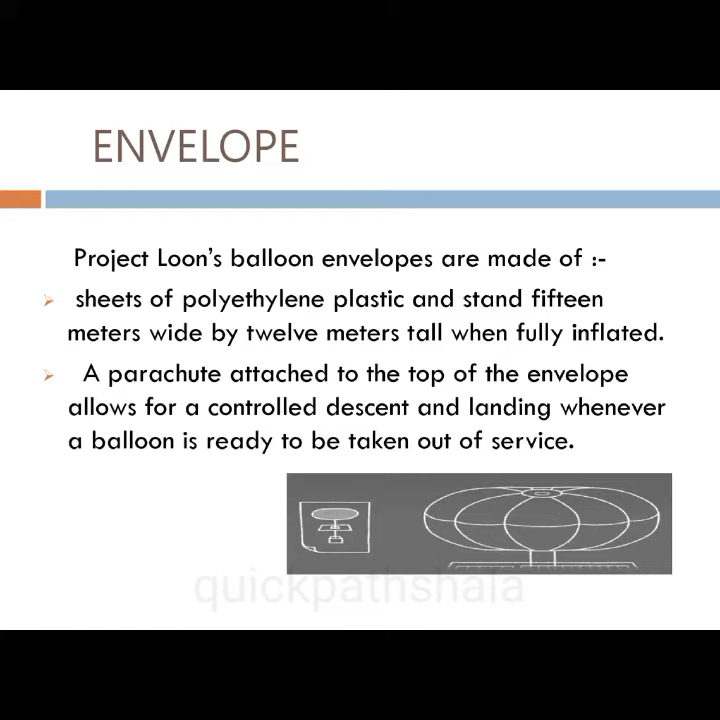 ENVELOPE
Project Loon's balloon envelopes are made of :-
sheets of polyethylene plastic and stand fifteen
meters wide by twelve meters tall when fully inflated.
A parachute attached to the top of the envelope
allows for a controlled descent and landing whenever
a balloon is ready to be taken out of service.
quickpathshala